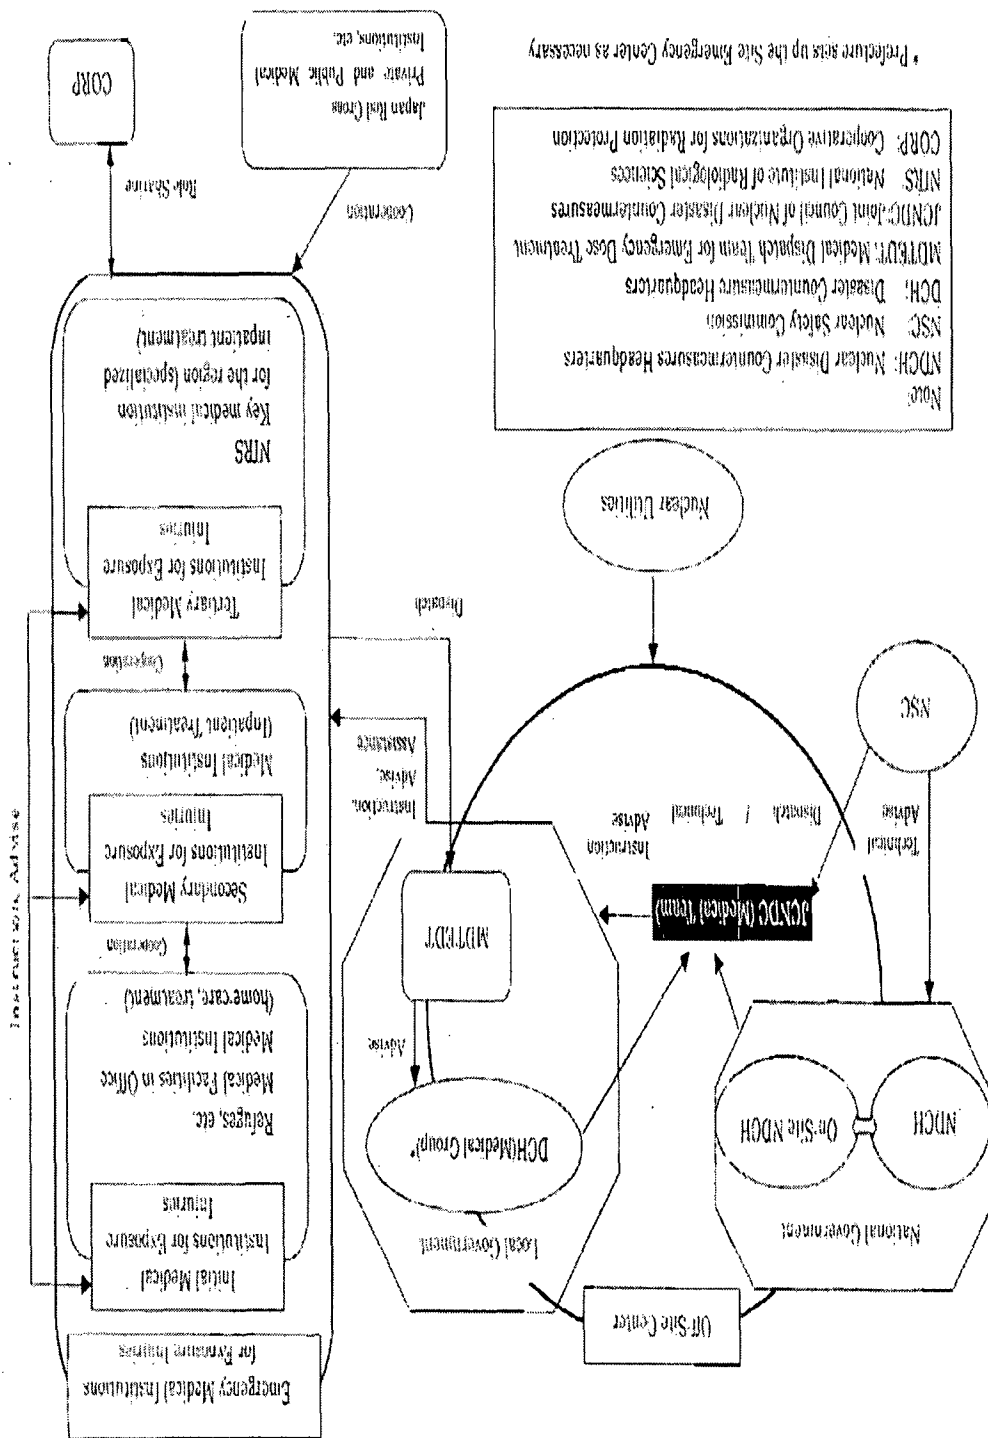 Emergency Medical Institutions
for Exposure Injuries
Off-Site Center
National Government
NDCH
On-Site NDCH
Local Government
DCH(Medical Group)*
Advise
MDTEDT
JCNDC (Medical Team)
Technical
Advise
NSC
Dispatch / Technical
Advise
Instruction
Instruction,
Advise,
Assistance
Dispatch
Nuclear Utilities
Initial Medical
Institutions for Exposure
Injuries
Refuges, etc.
Medical Facilities in Office
Medical Institutions
(home care, treatment)
Cooperation
Secondary Medical
Institutions for Exposure
Injuries
Medical Institutions
(Inpatient Treatment)
Cooperation
Tertiary Medical
Institutions for Exposure
Injuries
NIRS
Key medical institution
for the region (specialized
inpatient treatment)
Advise
Cooperation
Role Sharing
Japan Red Cross
Private and Public Medical
Institutions, etc.
CORP
Note:
NDCH: Nuclear Disaster Countermeasures Headquarters
NSC: Nuclear Safety Commission
DCH: Disaster Countermeasure Headquarters
MDTEDT: Medical Dispatch Team for Emergency Dose Treatment
JCNDC: Joint Council of Nuclear Disaster Countermeasures
NIRS: National Institute of Radiological Sciences
CORP: Cooperative Organizations for Radiation Protection
* Prefecture sets up the Site Emergency Center as necessary